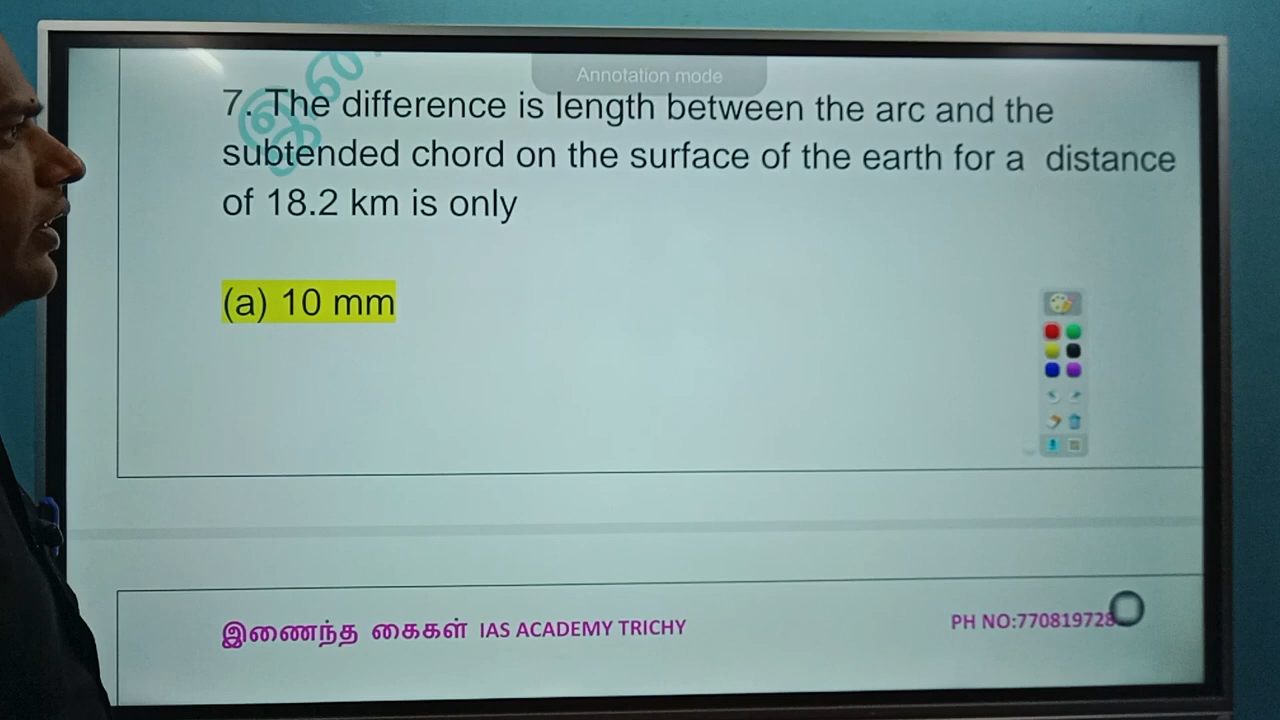 Annotation mode
7. The difference is length between the arc and the
subtended chord on the surface of the earth for a distance
of 18.2 km is only
(a) 10 mm
இணைந்த கைகள் IAS ACADEMY TRICHY
PH NO:770819728